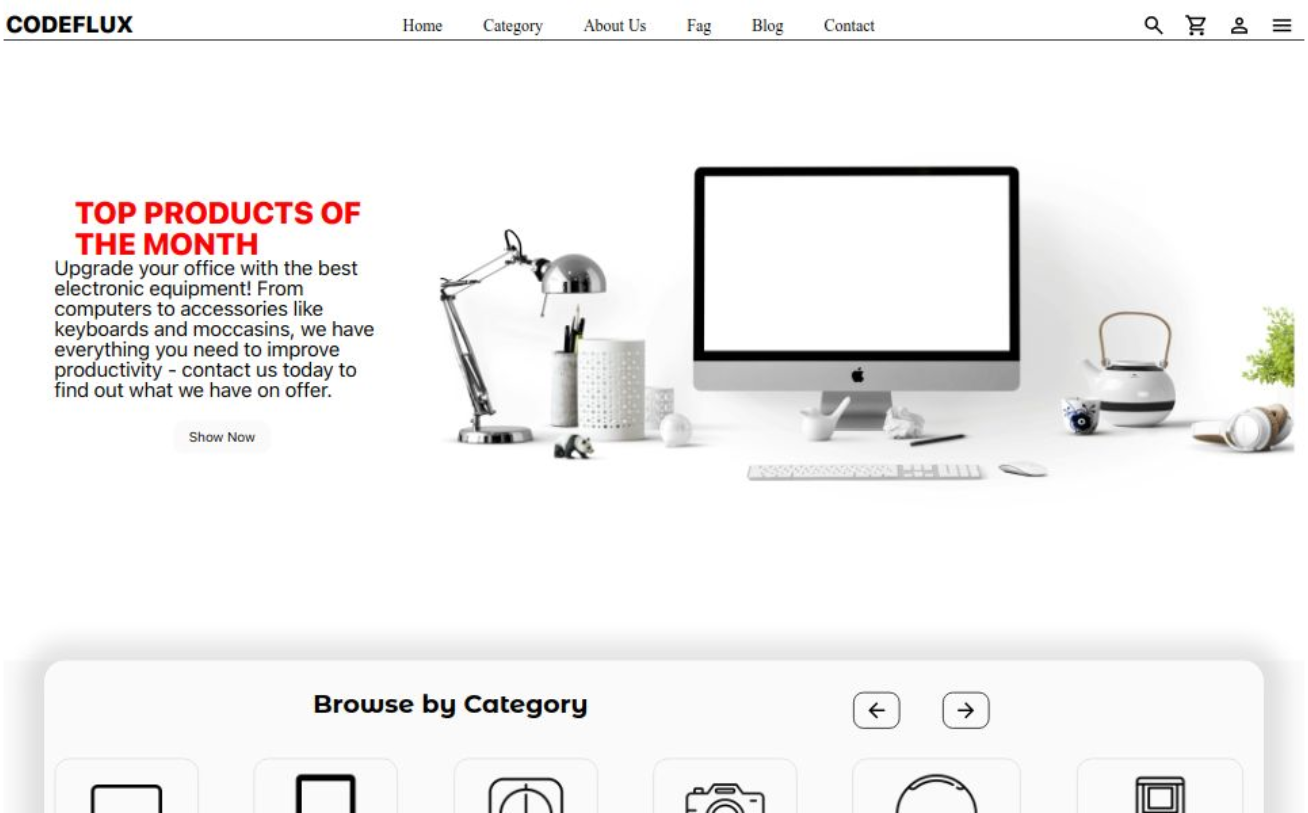 CODEFLUX
Home Category About Us Fag Blog Contact
TOP PRODUCTS OF
THE MONTH
Upgrade your office with the best
electronic equipment! From
computers to accessories like
keyboards and moccasins, we have
everything you need to improve
productivity - contact us today to
find out what we have on offer.
Show Now
Browse by Category